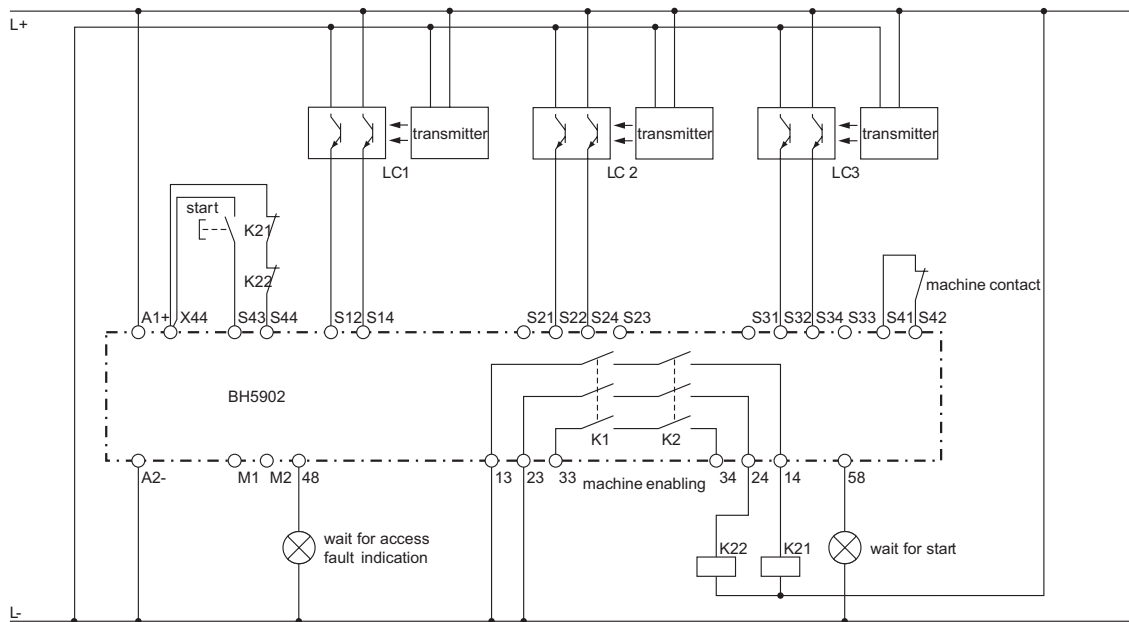 L+
transmitter
transmitter
transmitter
LC1
LC 2
LC3
start
K21
K22
machine contact
A1+ X44 S43 S44 S12 S14 S21 S22 S24 S23 S31 S32 S34 S33 S41 S42
BH5902
K1 K2
A2- M1 M2 48 13 23 33 machine enabling 34 24 14 58
wait for access
fault indication
K22 K21
wait for start
L-